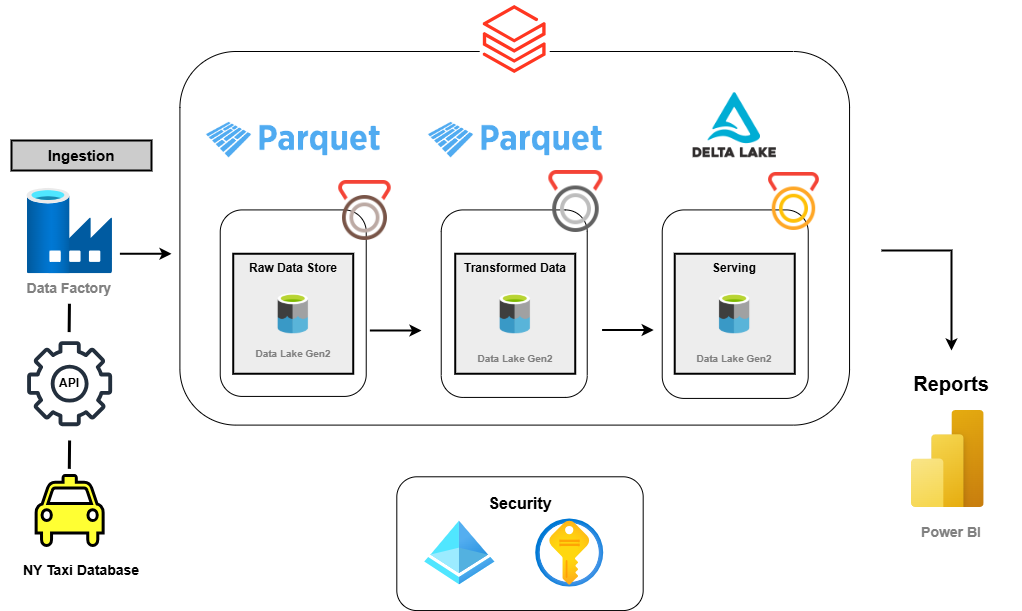 Ingestion
Data Factory
API
NY Taxi Database
Parquet
Parquet
DELTA LAKE
Raw Data Store
Data Lake Gen2
Transformed Data
Data Lake Gen2
Serving
Data Lake Gen2
Security
Reports
Power BI